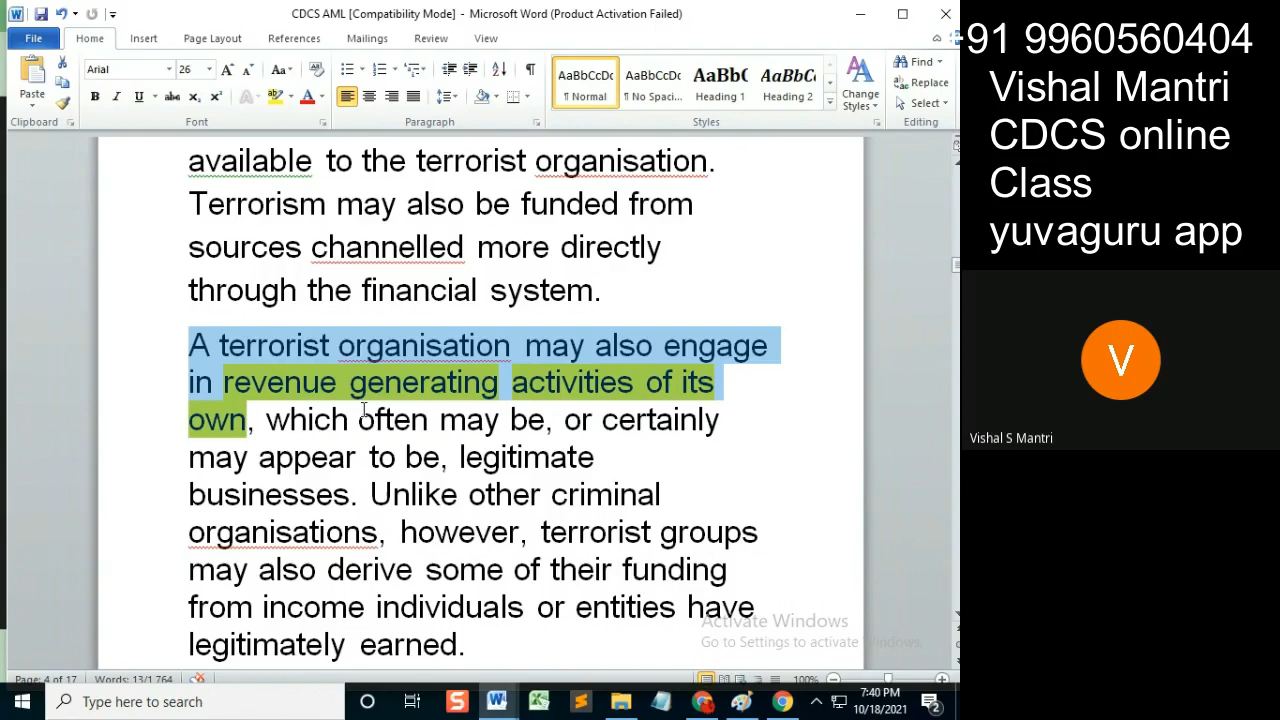 CDCS AML [Compatibility Mode] - Microsoft Word (Product Activation Failed)
File Home Insert Page Layout References Mailings Review View
Paste
Arial 26
AaBbCcDc AaBbCcDc AaBbC AaBbCc
¶ Normal ¶ No Spaci... Heading 1 Heading 2
Change Styles
Find
Replace
Select
Clipboard Font Paragraph Styles Editing
available to the terrorist organisation.
Terrorism may also be funded from
sources channelled more directly
through the financial system.
A terrorist organisation may also engage
in revenue generating activities of its
own, which often may be, or certainly
may appear to be, legitimate
businesses. Unlike other criminal
organisations, however, terrorist groups
may also derive some of their funding
from income individuals or entities have
legitimately earned.
Activate Windows
Go to Settings to activate Windows.
Page: 4 of 17 Words: 13/1,764 100%
Type here to search
7:40 PM
10/18/2021
2
91 9960560404
Vishal Mantri
CDCS online
Class
yuvaguru app
V
Vishal S Mantri